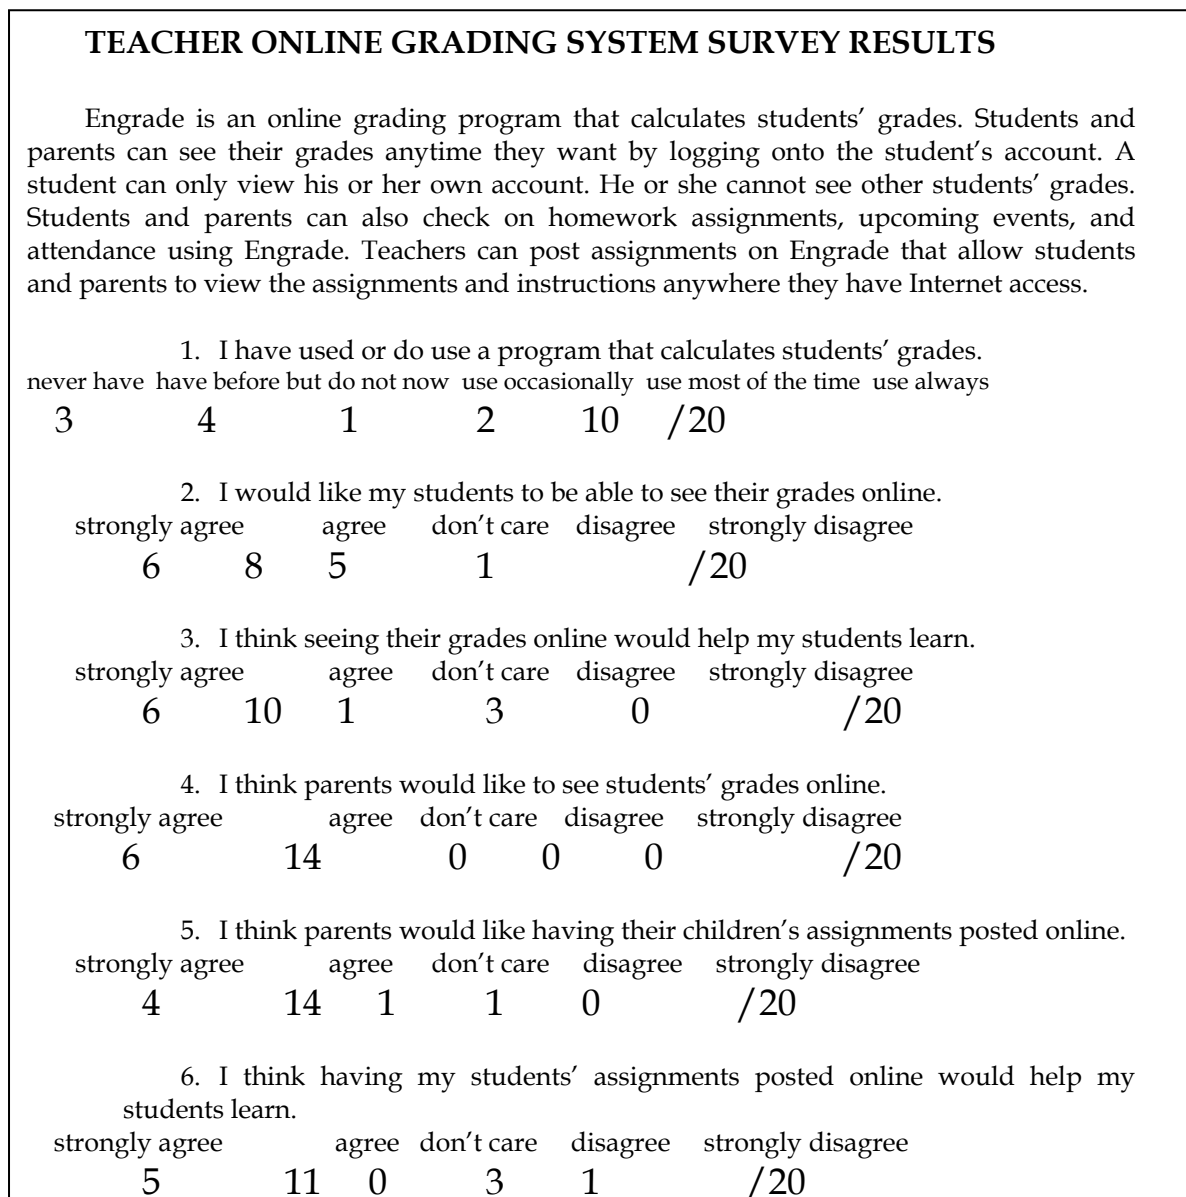 TEACHER ONLINE GRADING SYSTEM SURVEY RESULTS
Engrade is an online grading program that calculates students’ grades. Students and
parents can see their grades anytime they want by logging onto the student’s account. A
student can only view his or her own account. He or she cannot see other students’ grades.
Students and parents can also check on homework assignments, upcoming events, and
attendance using Engrade. Teachers can post assignments on Engrade that allow students
and parents to view the assignments and instructions anywhere they have Internet access.
1. I have used or do use a program that calculates students’ grades.
never have have before but do not now use occasionally use most of the time use always
3 4 1 2 10 /20
2. I would like my students to be able to see their grades online.
strongly agree agree don’t care disagree strongly disagree
6 8 5 1 /20
3. I think seeing their grades online would help my students learn.
strongly agree agree don’t care disagree strongly disagree
6 10 1 3 0 /20
4. I think parents would like to see students’ grades online.
strongly agree agree don’t care disagree strongly disagree
6 14 0 0 0 /20
5. I think parents would like having their children’s assignments posted online.
strongly agree agree don’t care disagree strongly disagree
4 14 1 1 0 /20
6. I think having my students’ assignments posted online would help my
students learn.
strongly agree agree don’t care disagree strongly disagree
5 11 0 3 1 /20